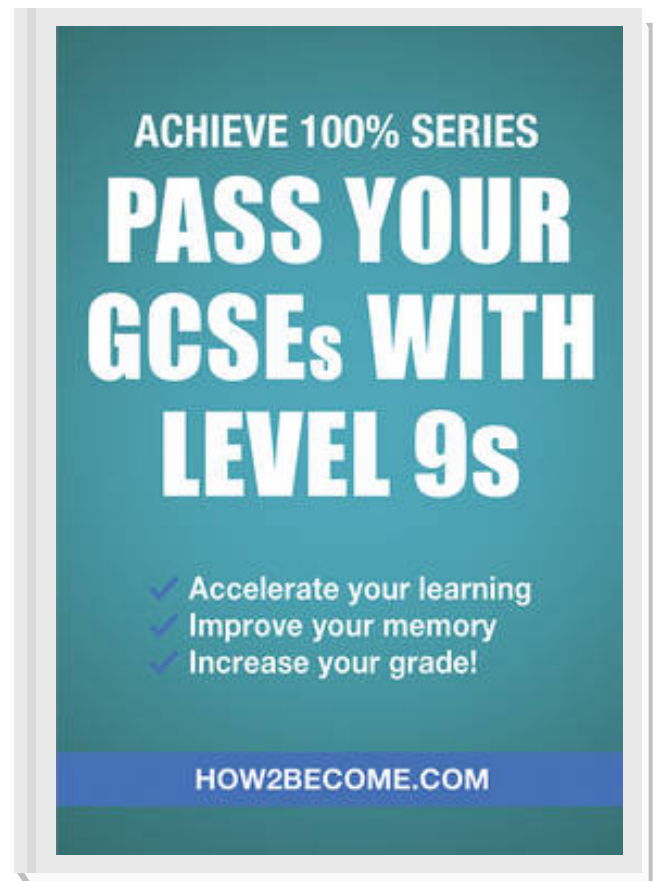 ACHIEVE 100% SERIES
PASS YOUR
GCSEs WITH
LEVEL 9s
Accelerate your learning
Improve your memory
Increase your grade!
HOW2BECOME.COM